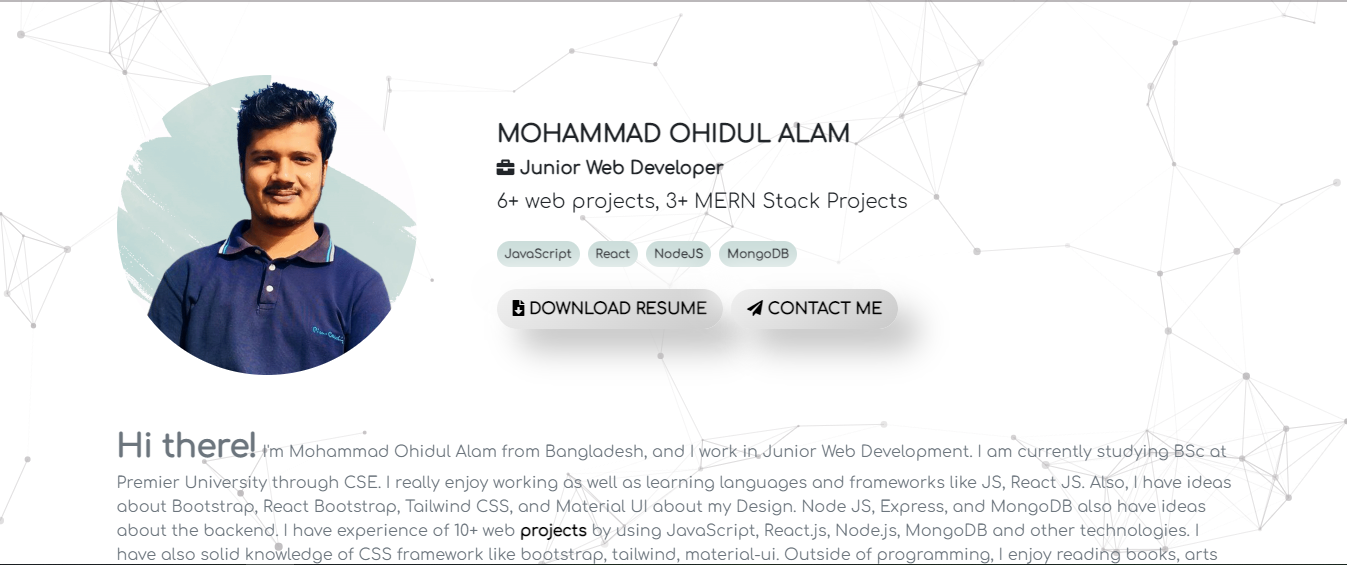 MOHAMMAD OHIDUL ALAM
Junior Web Developer
6+ web projects, 3+ MERN Stack Projects
JavaScript React NodeJS MongoDB
DOWNLOAD RESUME CONTACT ME
Hi there! I'm Mohammad Ohidul Alam from Bangladesh, and I work in Junior Web Development. I am currently studying BSc at
Premier University through CSE. I really enjoy working as well as learning languages and frameworks like JS, React JS. Also, I have ideas
about Bootstrap, React Bootstrap, Tailwind CSS, and Material UI about my Design. Node JS, Express, and MongoDB also have ideas
about the backend. I have experience of 10+ web projects by using JavaScript, React.js, Node.js, MongoDB and other technologies. I
have also solid knowledge of CSS framework like bootstrap, tailwind, material-ui. Outside of programming, I enjoy reading books, arts